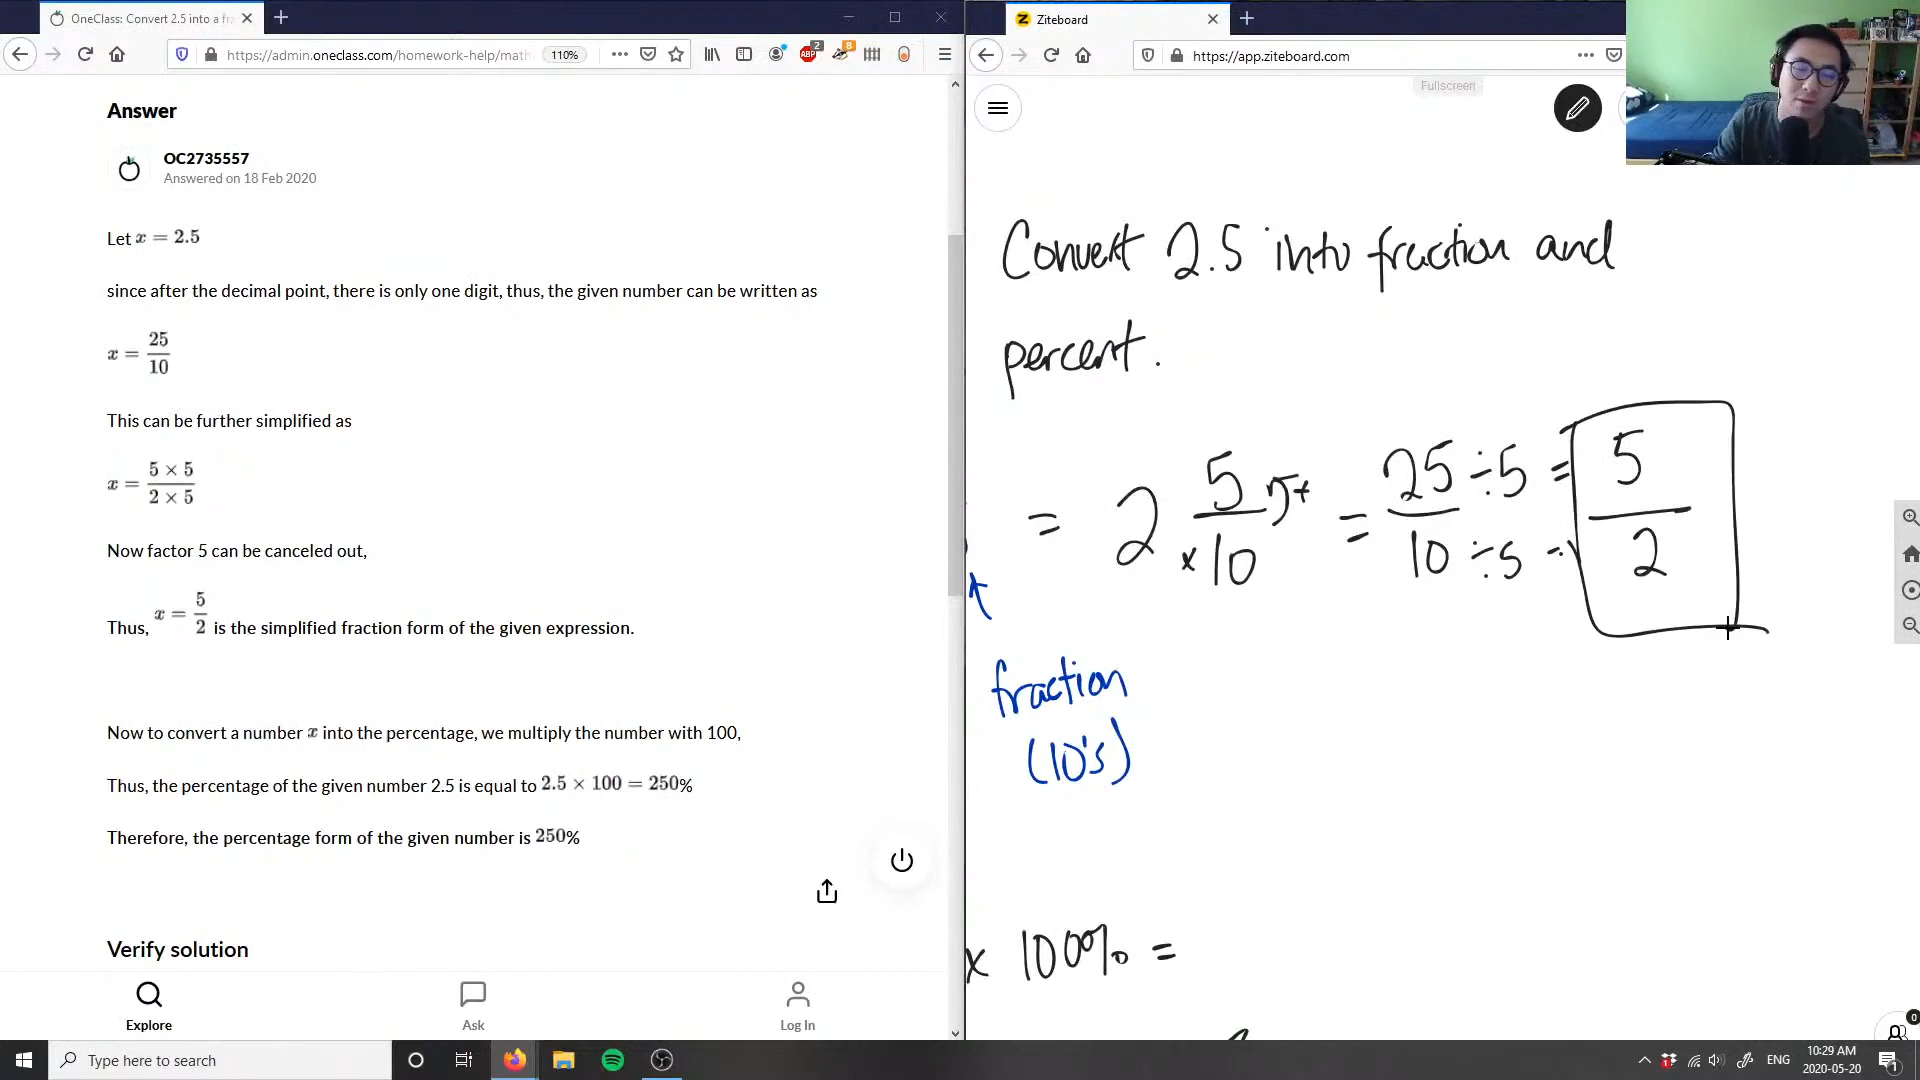 OneClass: Convert 2.5 into a fra
https://admin.oneclass.com/homework-help/math
110%
2
8
Answer
OC2735557
Answered on 18 Feb 2020
Let x = 2.5
since after the decimal point, there is only one digit, thus, the given number can be written as
x = 25/10
This can be further simplified as
x = 5 × 5 / 2 × 5
Now factor 5 can be canceled out,
Thus, x = 5/2 is the simplified fraction form of the given expression.
Now to convert a number x into the percentage, we multiply the number with 100,
Thus, the percentage of the given number 2.5 is equal to 2.5 × 100 = 250%
Therefore, the percentage form of the given number is 250%
Verify solution
Explore
Ask
Log In
Ziteboard
https://app.ziteboard.com
Fullscreen
Convert 2.5 into fraction and
percent.
= 2 5/×10 + = 25 ÷5 / 10 ÷5 = 5/2
fraction
(10's)
x 100% =
0
Type here to search
ENG
10:29 AM
2020-05-20
1